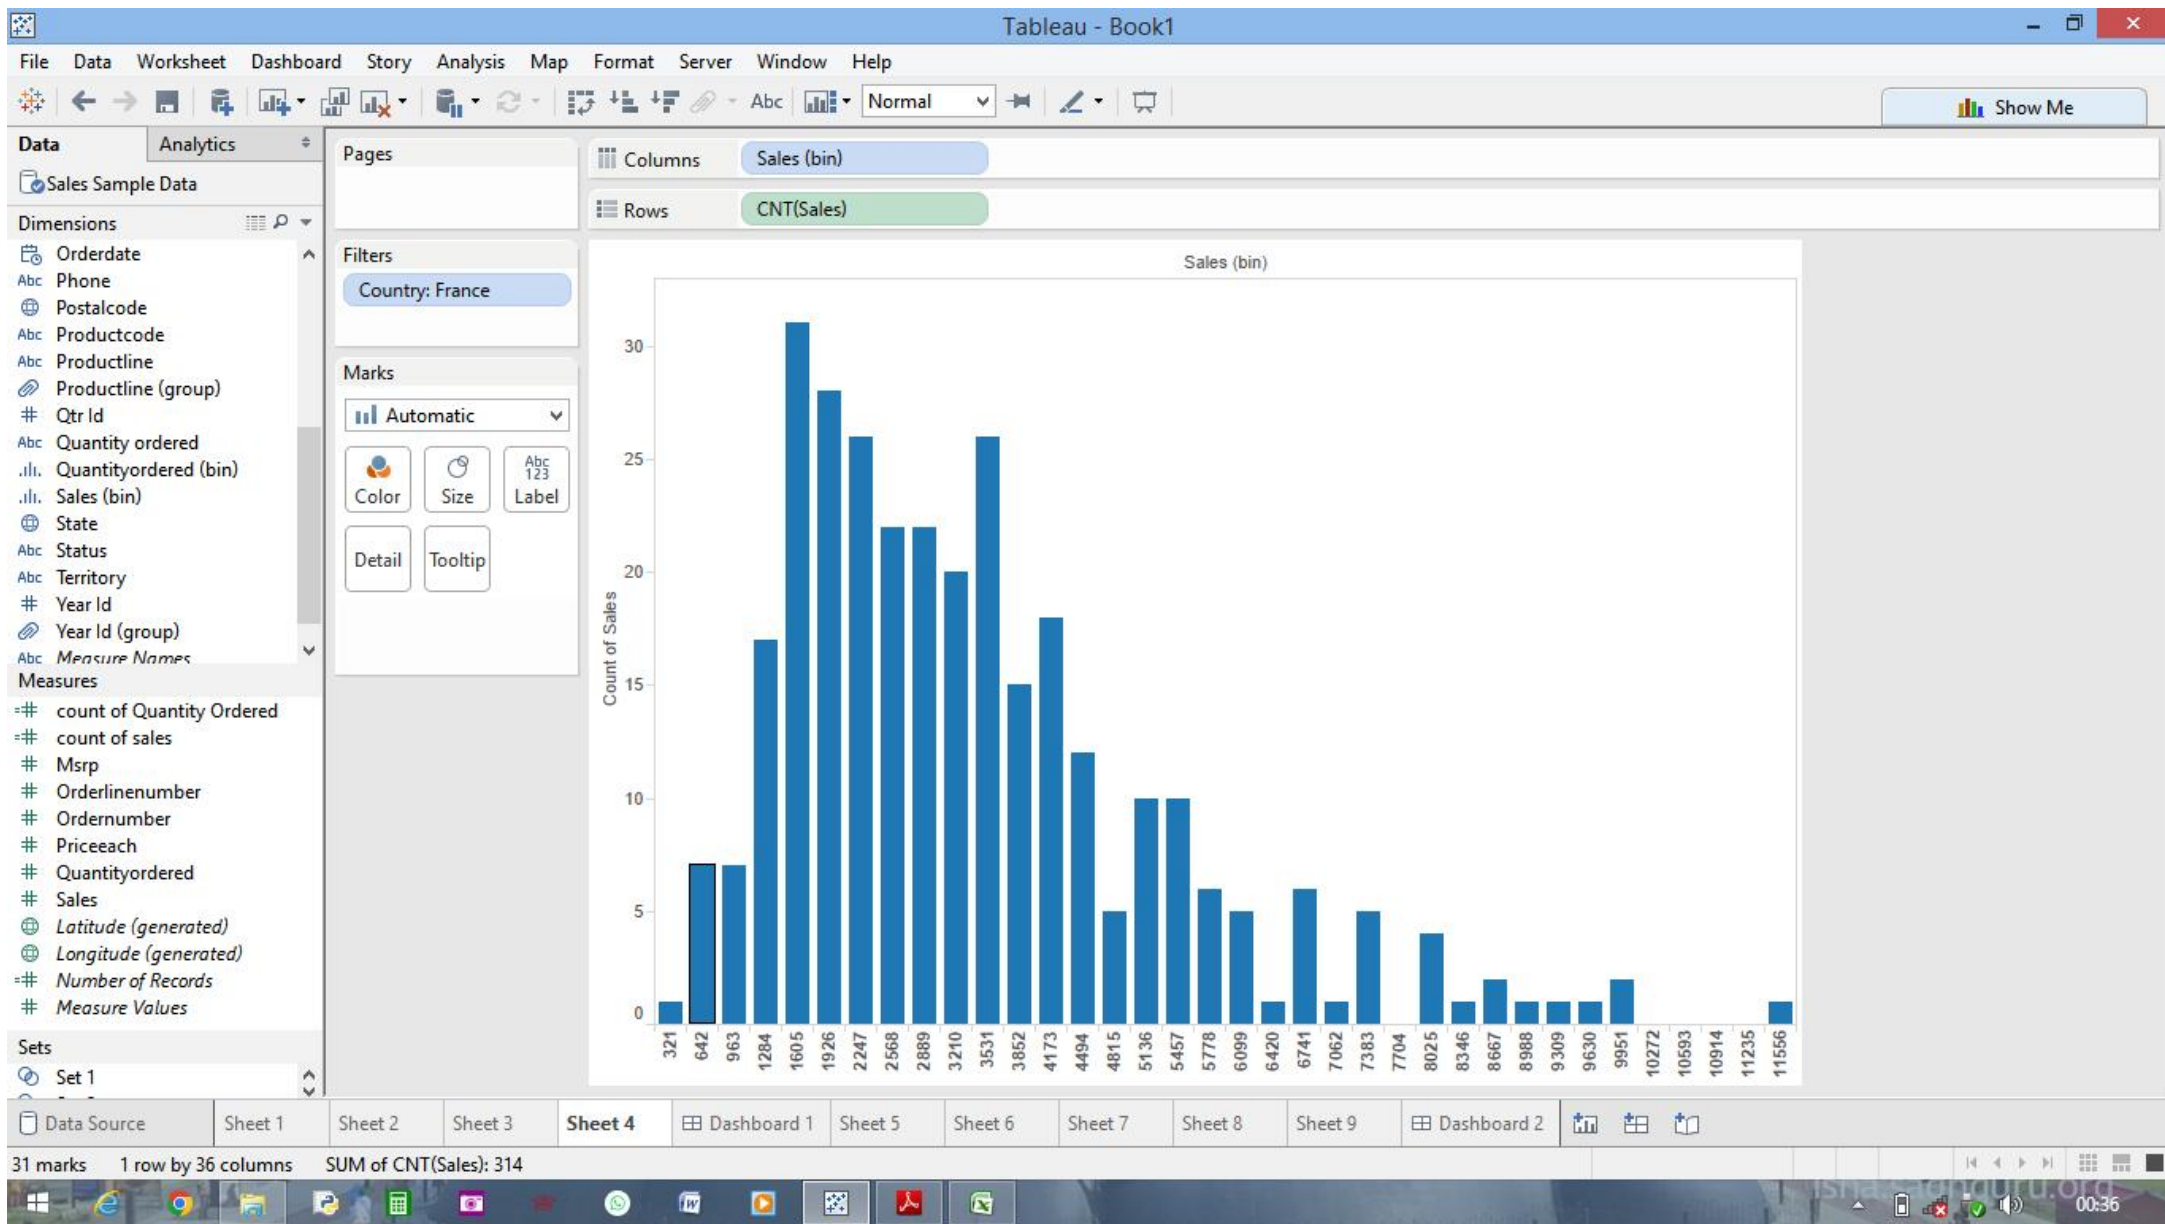 Tableau - Book1
File Data Worksheet Dashboard Story Analysis Map Format Server Window Help
Abc Normal Show Me
Data Analytics
Sales Sample Data
Dimensions
Orderdate
Abc Phone
Postalcode
Abc Productcode
Abc Productline
Productline (group)
# Qtr Id
Abc Quantity ordered
Quantityordered (bin)
Sales (bin)
State
Abc Status
Abc Territory
# Year Id
Year Id (group)
Abc Measure Names
Measures
=# count of Quantity Ordered
=# count of sales
# Msrp
# Orderlinenumber
# Ordernumber
# Priceeach
# Quantityordered
# Sales
Latitude (generated)
Longitude (generated)
=# Number of Records
# Measure Values
Sets
Set 1
Pages
Filters
Country: France
Marks
Automatic
Color Size Abc 123 Label
Detail Tooltip
Columns Sales (bin)
Rows CNT(Sales)
Sales (bin)
Count of Sales
30
25
20
15
10
5
0
321 642 963 1284 1605 1926 2247 2568 2889 3210 3531 3852 4173 4494 4815 5136 5457 5778 6099 6420 6741 7062 7383 7704 8025 8346 8667 8988 9309 9630 9951 10272 10593 10914 11235 11556
Data Source Sheet 1 Sheet 2 Sheet 3 Sheet 4 Dashboard 1 Sheet 5 Sheet 6 Sheet 7 Sheet 8 Sheet 9 Dashboard 2
31 marks 1 row by 36 columns SUM of CNT(Sales): 314
00:36